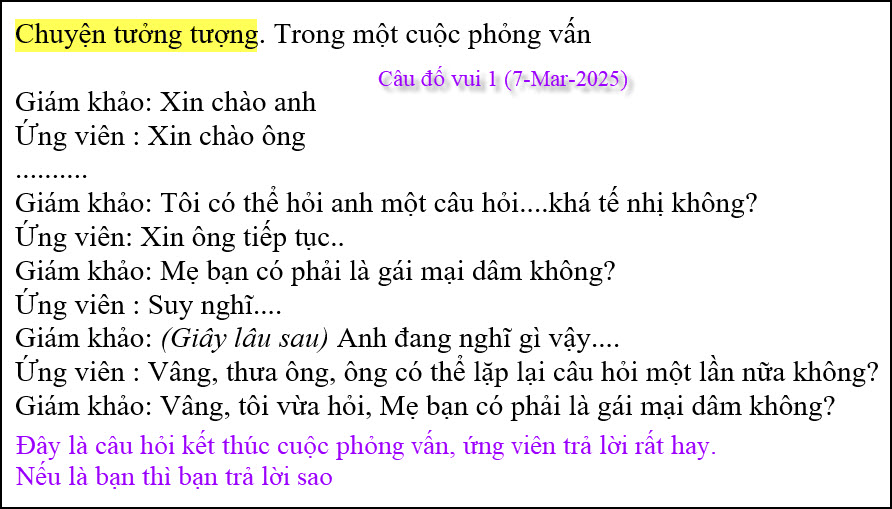 Chuyện tưởng tượng. Trong một cuộc phỏng vấn
Câu đố vui 1 (7-Mar-2025)
Giám khảo: Xin chào anh
Ứng viên : Xin chào ông
..........
Giám khảo: Tôi có thể hỏi anh một câu hỏi....khá tế nhị không?
Ứng viên: Xin ông tiếp tục..
Giám khảo: Mẹ bạn có phải là gái mại dâm không?
Ứng viên : Suy nghĩ....
Giám khảo: (Giây lâu sau) Anh đang nghĩ gì vậy....
Ứng viên : Vâng, thưa ông, ông có thể lặp lại câu hỏi một lần nữa không?
Giám khảo: Vâng, tôi vừa hỏi, Mẹ bạn có phải là gái mại dâm không?
Đây là câu hỏi kết thúc cuộc phỏng vấn, ứng viên trả lời rất hay.
Nếu là bạn thì bạn trả lời sao